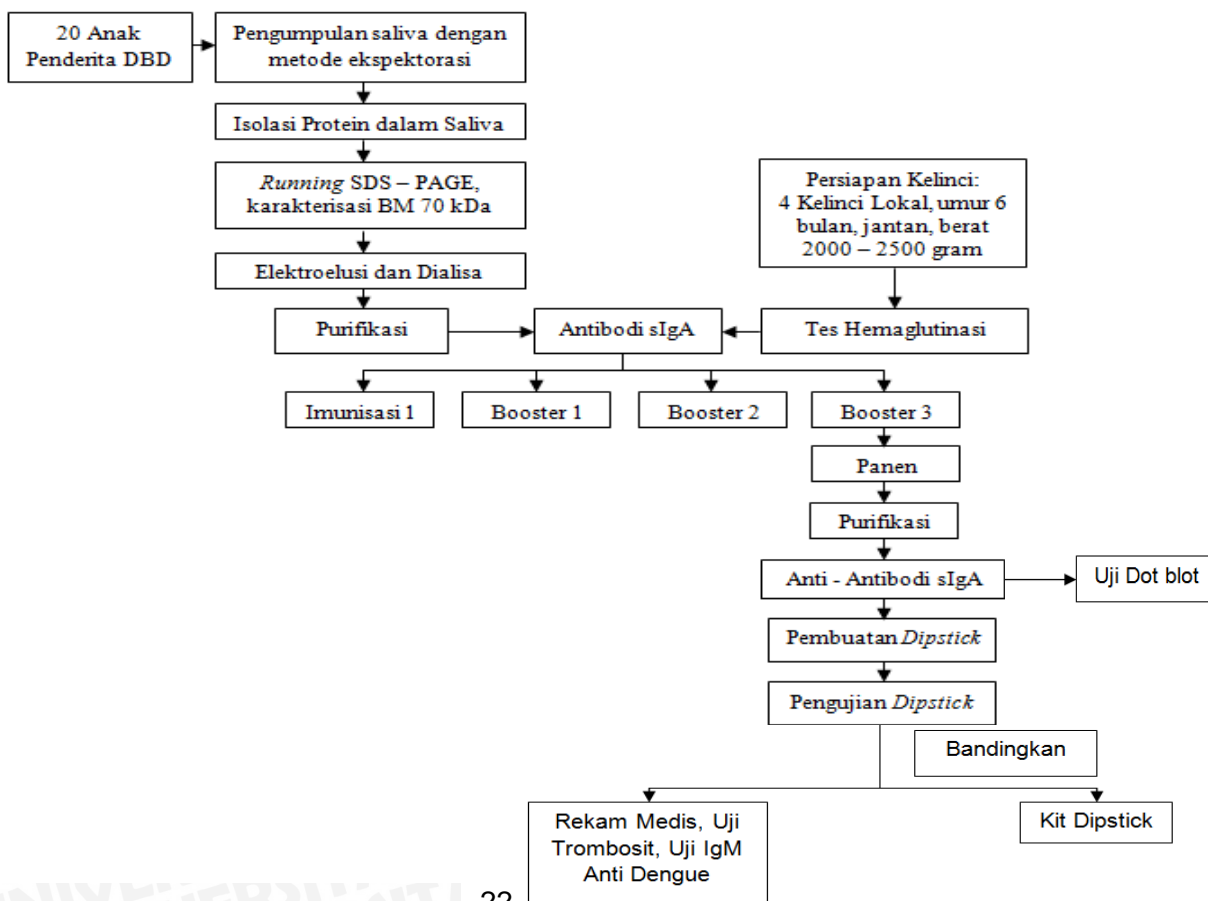 20 Anak
Penderita DBD
Pengumpulan saliva dengan
metode ekspektorasi
Isolasi Protein dalam Saliva
Running SDS – PAGE,
karakterisasi BM 70 kDa
Persiapan Kelinci:
4 Kelinci Lokal, umur 6
bulan, jantan, berat
2000 – 2500 gram
Elektroelusi dan Dialisa
Purifikasi
Antibodi sIgA
Tes Hemaglutinasi
Imunisasi 1
Booster 1
Booster 2
Booster 3
Panen
Purifikasi
Anti - Antibodi sIgA
Uji Dot blot
Pembuatan Dipstick
Pengujian Dipstick
Bandingkan
Rekam Medis, Uji
Trombosit, Uji IgM
Anti Dengue
Kit Dipstick
22